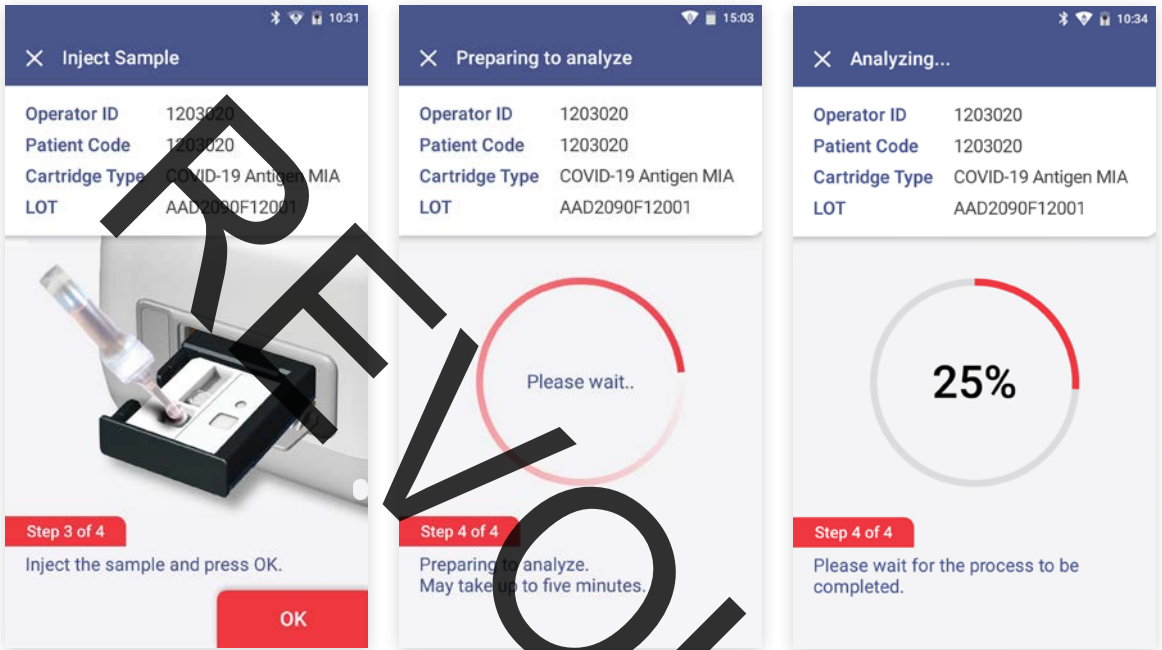 10:31
Inject Sample
Operator ID 1203020
Patient Code 1203020
Cartridge Type COVID-19 Antigen MIA
LOT AAD2090F12001
Step 3 of 4
Inject the sample and press OK.
OK
15:03
Preparing to analyze
Operator ID 1203020
Patient Code 1203020
Cartridge Type COVID-19 Antigen MIA
LOT AAD2090F12001
Please wait..
Step 4 of 4
Preparing to analyze.
May take up to five minutes.
10:34
Analyzing...
Operator ID 1203020
Patient Code 1203020
Cartridge Type COVID-19 Antigen MIA
LOT AAD2090F12001
25%
Step 4 of 4
Please wait for the process to be
completed.
REVO